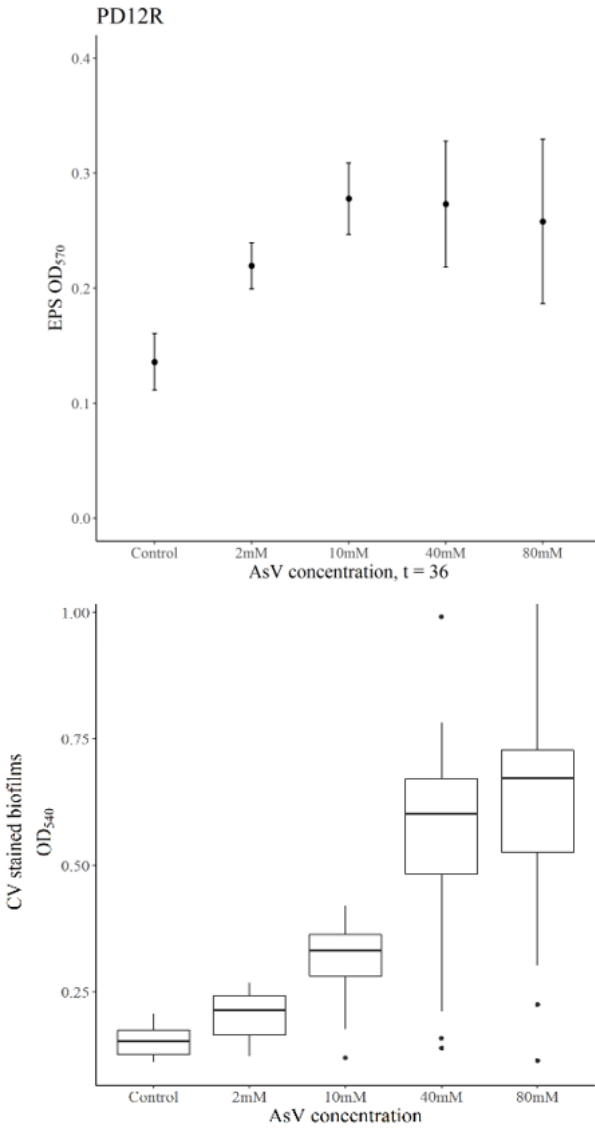 PD12R
0.4
0.3
0.2
0.1
0.0
EPS OD570
Control 2mM 10mM 40mM 80mM
AsV concentration, t = 36
1.00
0.75
0.50
0.25
CV stained biofilms
OD540
Control 2mM 10mM 40mM 80mM
AsV concentration